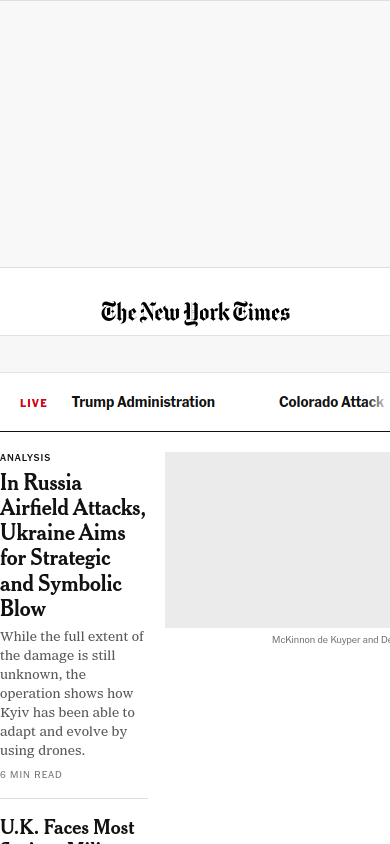 The New York Times
LIVE Trump Administration Colorado Attack
ANALYSIS
In Russia
Airfield Attacks,
Ukraine Aims
for Strategic
and Symbolic
Blow
While the full extent of
the damage is still
unknown, the
operation shows how
Kyiv has been able to
adapt and evolve by
using drones.
6 MIN READ
McKinnon de Kuyper and
U.K. Faces Most